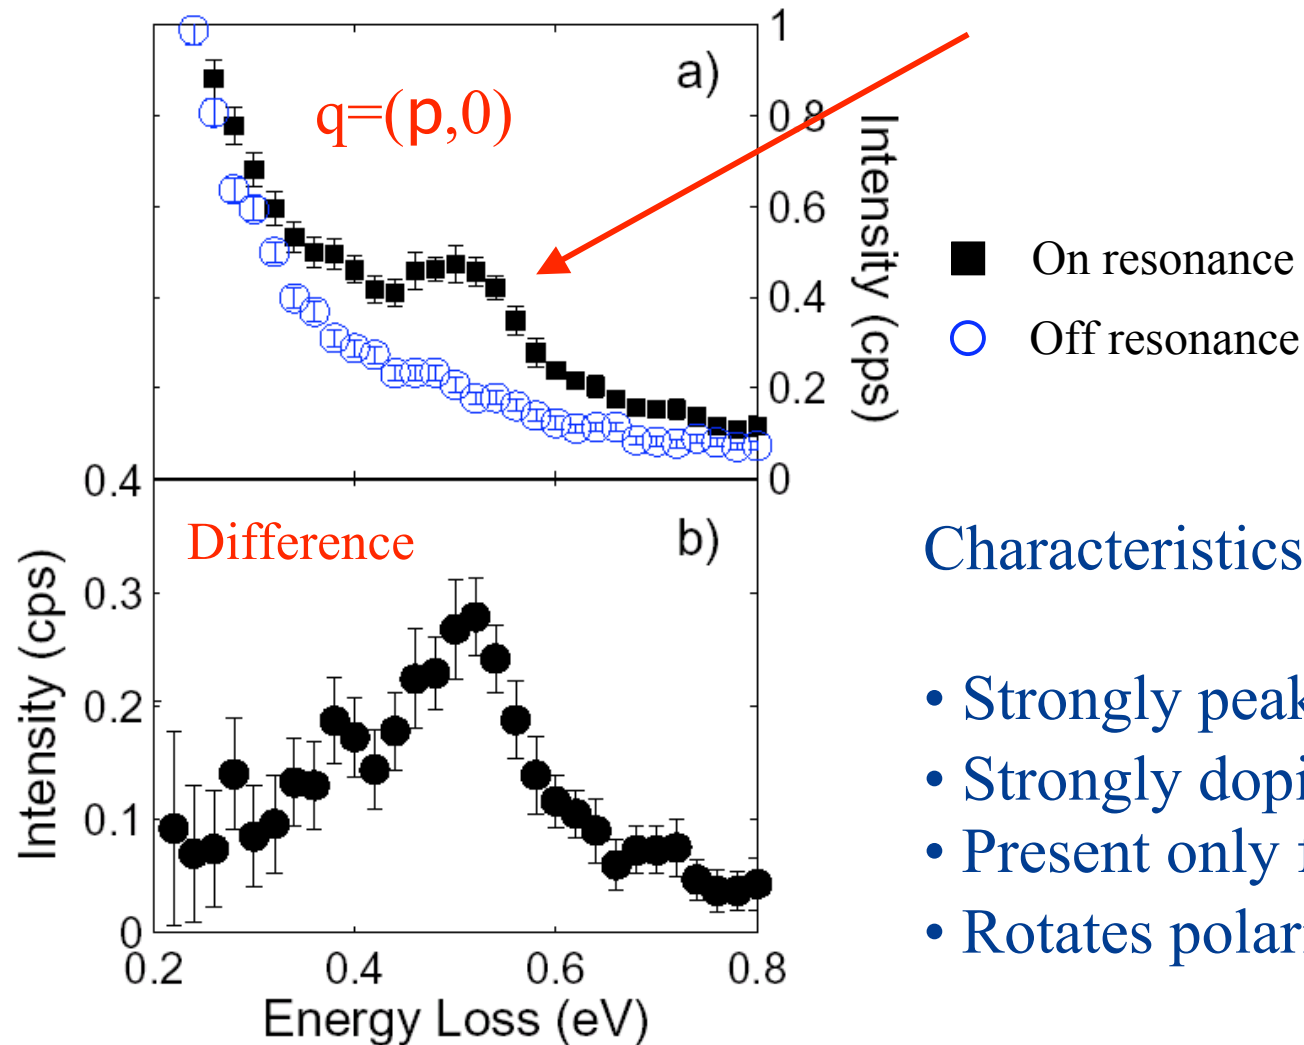 a)
q=(p,0)
1
0.8
0.6
0.4
0.2
0
Intensity (cps)
On resonance
Off resonance
Difference
b)
0.4
0.3
0.2
0.1
0
Intensity (cps)
0.2 0.4 0.6 0.8
Energy Loss (eV)
Characteristics
• Strongly peak
• Strongly dopi
• Present only
• Rotates polari